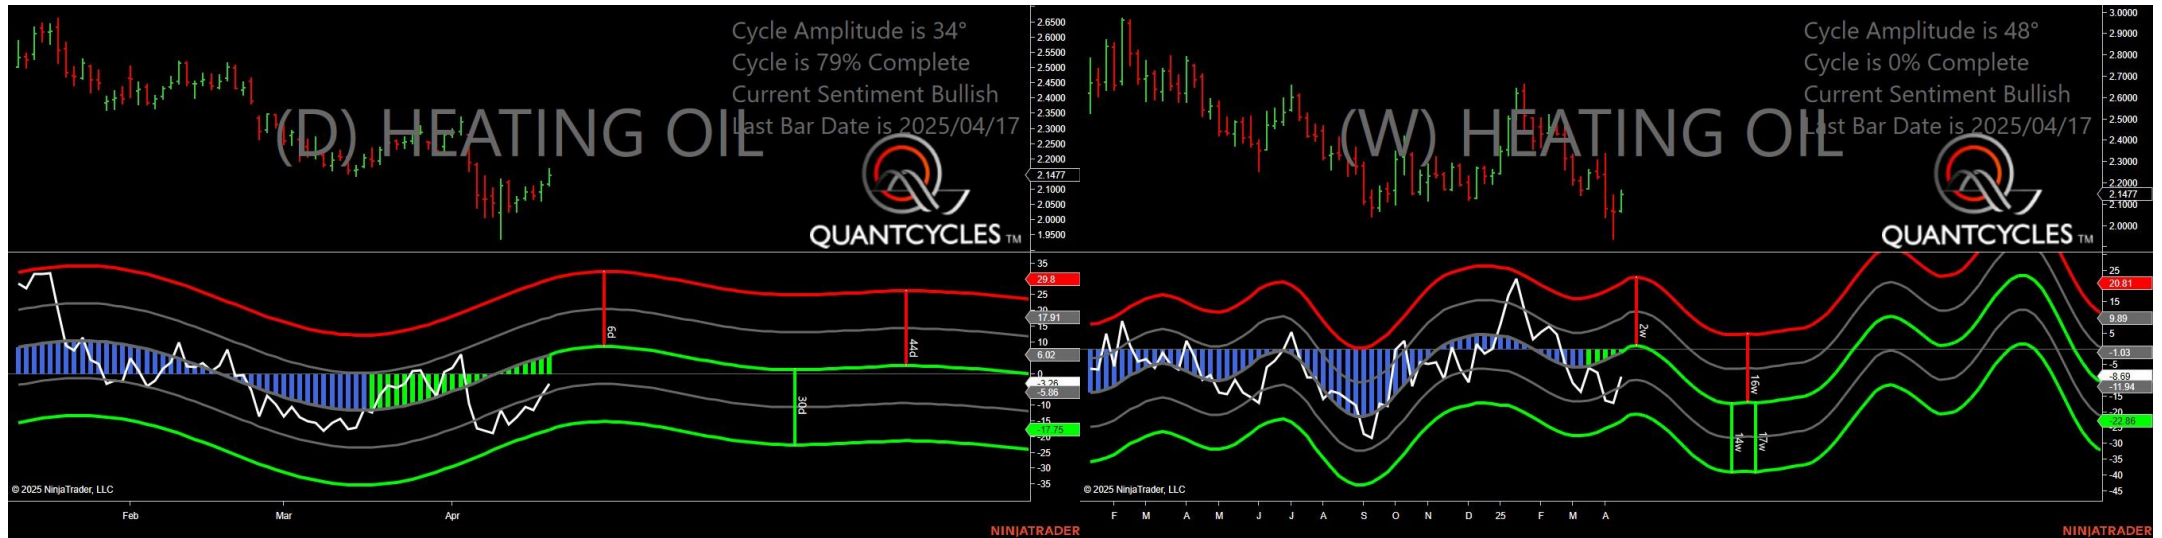 Cycle Amplitude is 34°
Cycle is 79% Complete
Current Sentiment Bullish
Last Bar Date is 2025/04/17
(D) HEATING OIL
QUANTCYCLES TM
2.6500
2.6000
2.5500
2.5000
2.4500
2.4000
2.3500
2.3000
2.2500
2.2000
2.1477
2.1000
2.0500
2.0000
1.9500
35
29.8
25
17.91
15
10
6.02
0
-3.26
-5.86
-10
-17.75
-20
-25
-30
-35
6d
30d
44d
© 2025 NinjaTrader, LLC
Feb
Mar
Apr
NINJATRADER
Cycle Amplitude is 48°
Cycle is 0% Complete
Current Sentiment Bullish
Last Bar Date is 2025/04/17
(W) HEATING OIL
QUANTCYCLES TM
3.0000
2.9000
2.8000
2.7000
2.6000
2.5000
2.4000
2.3000
2.2000
2.1477
2.1000
2.0000
25
20.81
15
9.89
5
-1.03
-5
-8.69
-11.94
-15
-20
-22.86
-25
-30
-35
-40
-45
2w
16w
14w
17w
© 2025 NinjaTrader, LLC
F
M
A
M
J
J
A
S
O
N
D
25
F
M
A
NINJATRADER